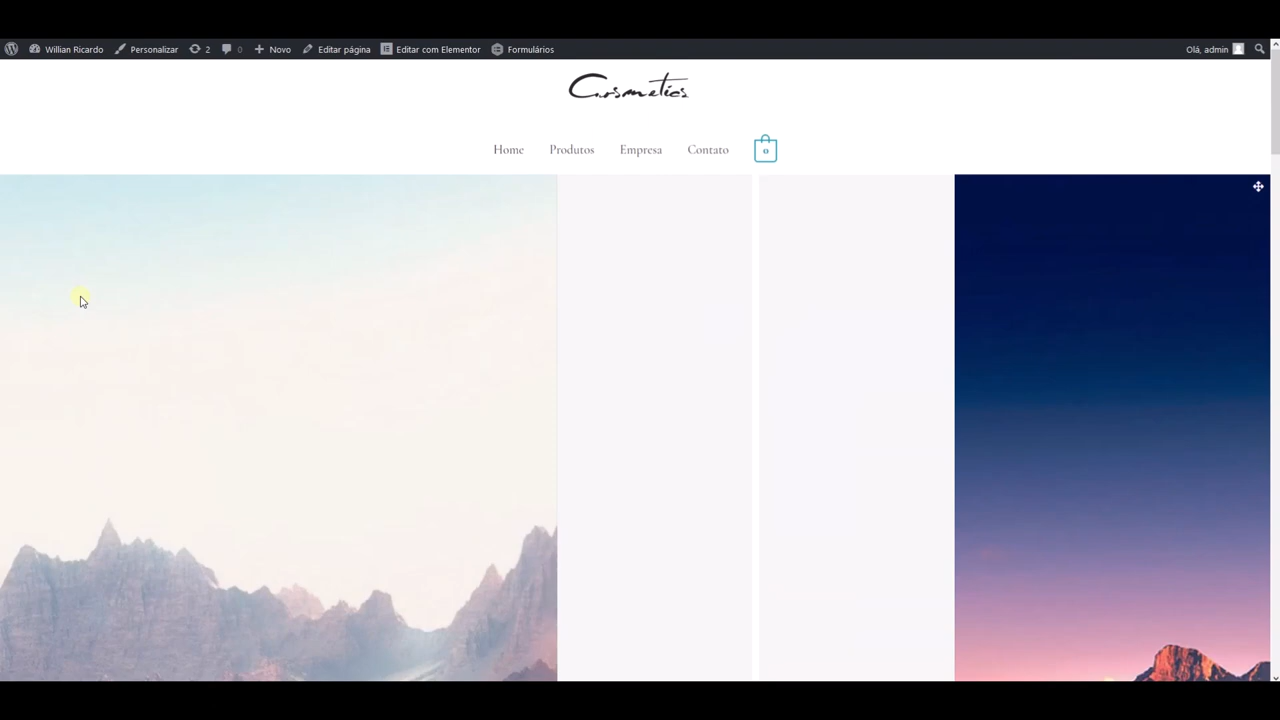 Willian Ricardo Personalizar 2 0 Novo Editar página Editar com Elementor Formulários Olá, admin
Cosmetics
Home Produtos Empresa Contato 0